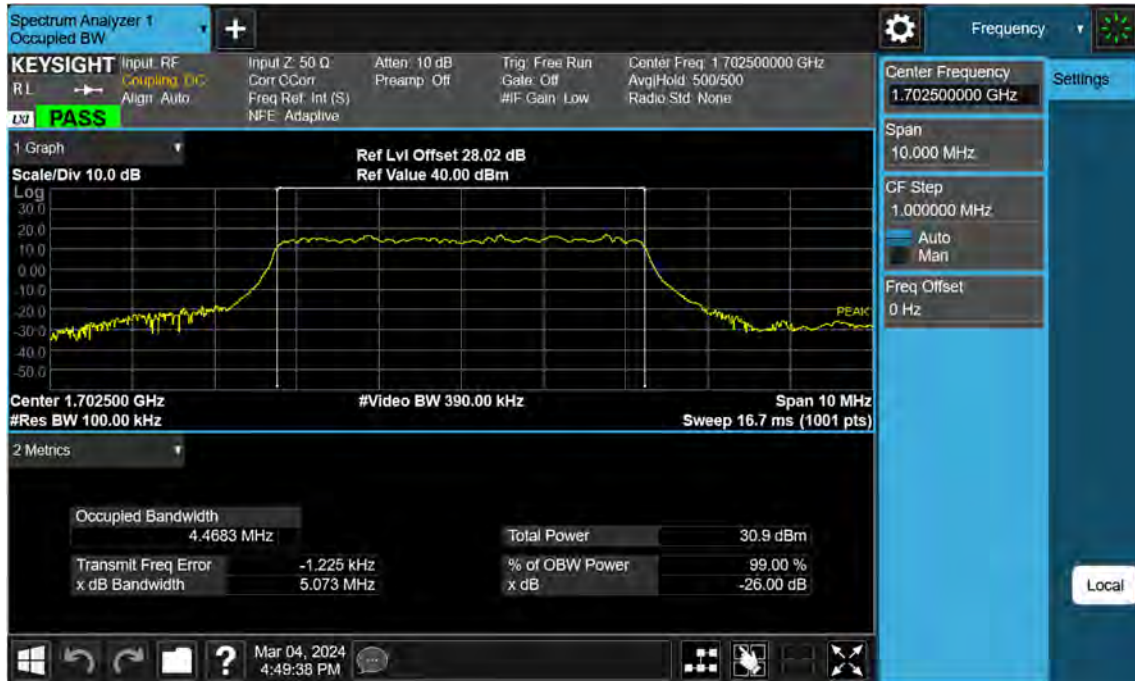 Spectrum Analyzer 1
Occupied BW
+
Frequency
KEYSIGHT
RL
LXI PASS
Input: RF
Coupling: DC
Align: Auto
Input Z: 50 Ω
Corr CCorr
Freq Ref: Int (S)
NFE: Adaptive
Atten: 10 dB
Preamp: Off
Trig: Free Run
Gate: Off
#IF Gain: Low
Center Freq: 1.702500000 GHz
Avg|Hold: 500/500
Radio Std: None
Center Frequency
1.702500000 GHz
Settings
Span
10.000 MHz
CF Step
1.000000 MHz
Auto
Man
Freq Offset
0 Hz
1 Graph
Scale/Div 10.0 dB
Ref Lvl Offset 28.02 dB
Ref Value 40.00 dBm
Log
30.0
20.0
10.0
0.00
-10.0
-20.0
-30.0
-40.0
-50.0
PEAK
Center 1.702500 GHz
#Video BW 390.00 kHz
Span 10 MHz
#Res BW 100.00 kHz
Sweep 16.7 ms (1001 pts)
2 Metrics
Occupied Bandwidth
4.4683 MHz
Total Power 30.9 dBm
Transmit Freq Error -1.225 kHz
% of OBW Power 99.00 %
x dB Bandwidth 5.073 MHz
x dB -26.00 dB
Local
?
Mar 04, 2024
4:49:38 PM